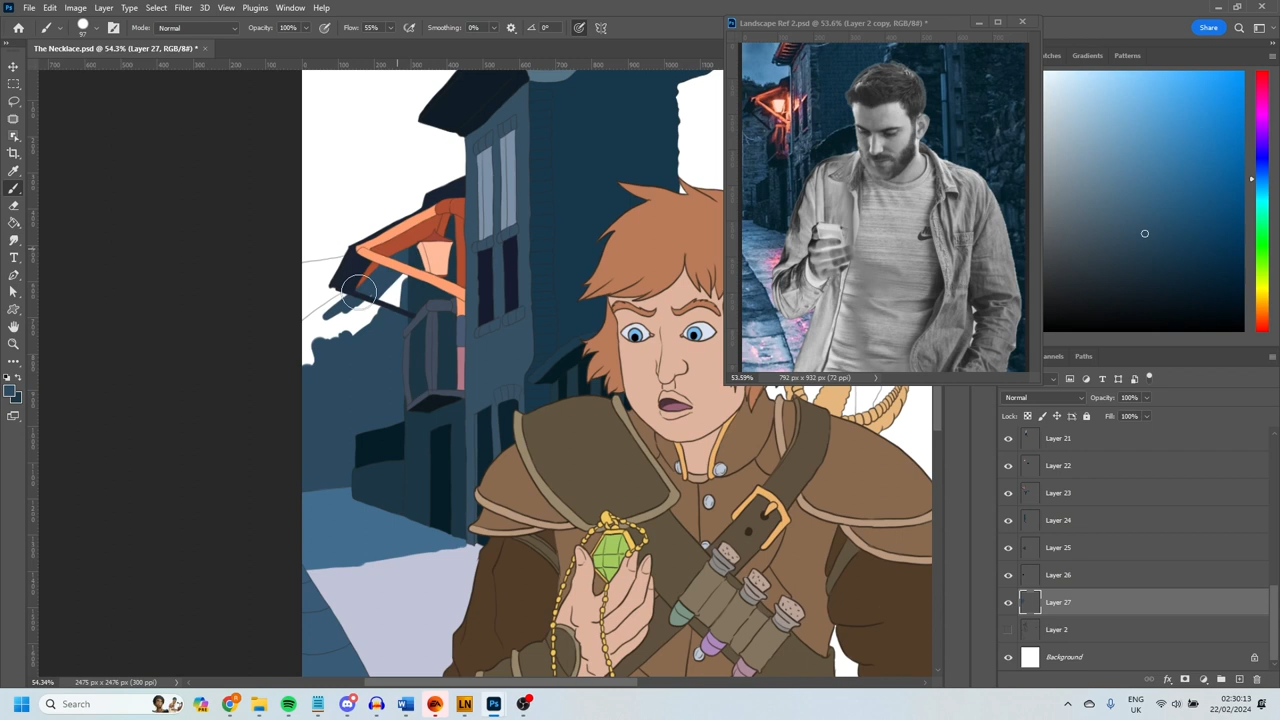 File Edit Image Layer Type Select Filter 3D View Plugins Window Help
Landscape Ref 2.psd @ 53.6% (Layer 2 copy, RGB/8#) *
Mode: Normal Opacity: 100% Flow: 55% Smoothing: 0% 0°
Share
The Necklace.psd @ 54.3% (Layer 27, RGB/8#) * ×
Gradients Patterns
53.59% 792 px x 932 px (72 ppi)
Paths
Normal Opacity: 100%
Lock: Fill: 100%
Layer 21
Layer 22
Layer 23
Layer 24
Layer 25
Layer 26
Layer 27
Layer 2
Background
54.34% 2475 px x 2476 px (300 ppi)
Search
ENG
UK
02:30:13
22/02/2024